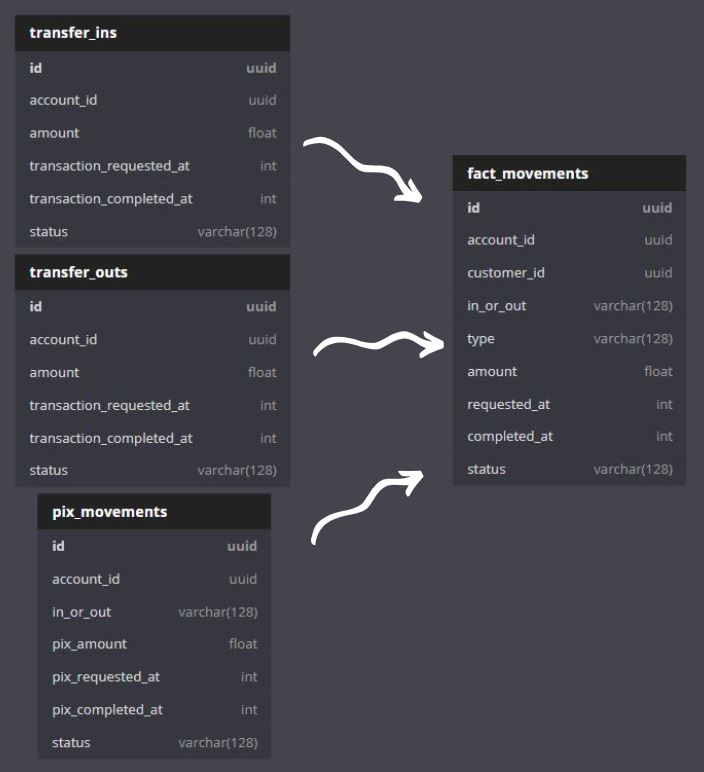 transfer_ins
id uuid
account_id uuid
amount float
transaction_requested_at int
transaction_completed_at int
status varchar(128)
transfer_outs
id uuid
account_id uuid
amount float
transaction_requested_at int
transaction_completed_at int
status varchar(128)
pix_movements
id uuid
account_id uuid
in_or_out varchar(128)
pix_amount float
pix_requested_at int
pix_completed_at int
status varchar(128)
fact_movements
id uuid
account_id uuid
customer_id uuid
in_or_out varchar(128)
type varchar(128)
amount float
requested_at int
completed_at int
status varchar(128)